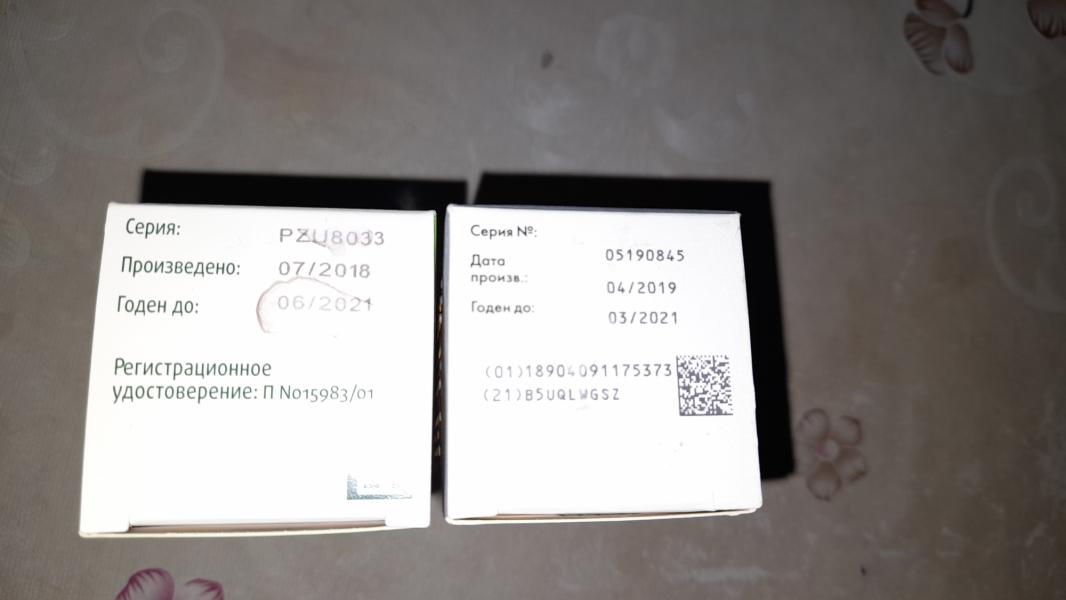 Серия: PZU8033
Произведено: 07/2018
Годен до: 06/2021
Регистрационное
удостоверение: П No15983/01
Серия №: 05190845
Дата
произв.: 04/2019
Годен до: 03/2021
(01)18904091175373
(21)B5UQLWGSZ